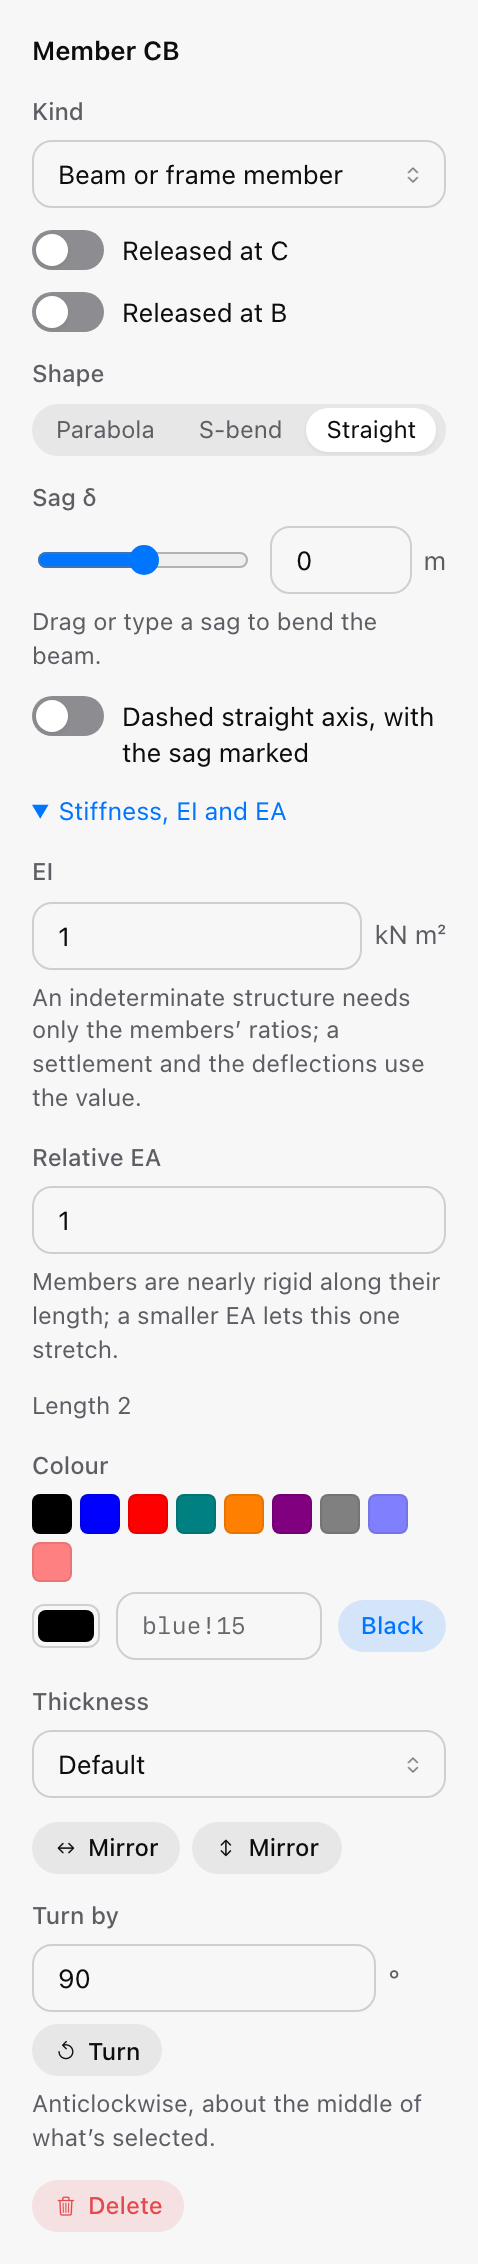 Member CB
Kind
Beam or frame member
Released at C
Released at B
Shape
Parabola S-bend Straight
Sag δ
0 m
Drag or type a sag to bend the
beam.
Dashed straight axis, with
the sag marked
▼ Stiffness, EI and EA
EI
1 kN m²
An indeterminate structure needs
only the members’ ratios; a
settlement and the deflections use
the value.
Relative EA
1
Members are nearly rigid along their
length; a smaller EA lets this one
stretch.
Length 2
Colour
blue!15 Black
Thickness
Default
↔ Mirror ↕ Mirror
Turn by
90 °
Turn
Anticlockwise, about the middle of
what’s selected.
Delete